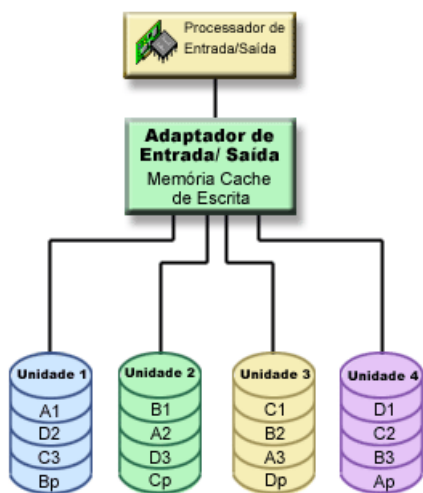 Processador de
Entrada/Saída
Adaptador de
Entrada/ Saída
Memória Cache
de Escrita
Unidade 1
A1
D2
C3
Bp
Unidade 2
B1
A2
D3
Cp
Unidade 3
C1
B2
A3
Dp
Unidade 4
D1
C2
B3
Ap